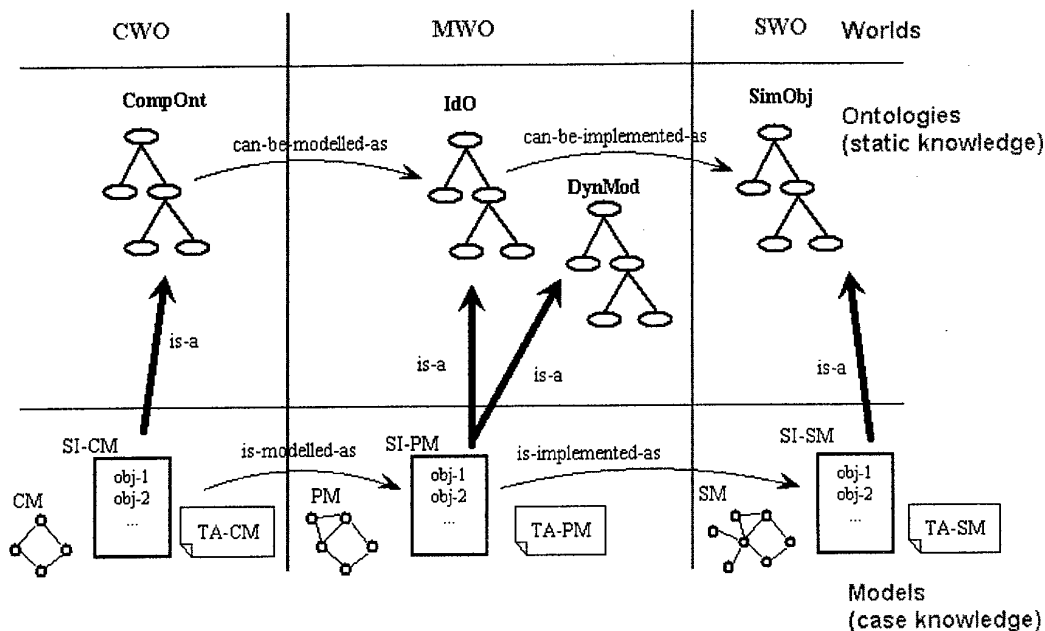 CWO
MWO
SWO
Worlds
CompOnt
IdO
SimObj
Ontologies
(static knowledge)
can-be-modelled-as
can-be-implemented-as
DynMod
is-a
is-a
is-a
is-a
SI-CM
is-modelled-as
SI-PM
is-implemented-as
SI-SM
obj-1
obj-2
...
obj-1
obj-2
...
obj-1
obj-2
...
CM
TA-CM
PM
TA-PM
SM
TA-SM
Models
(case knowledge)